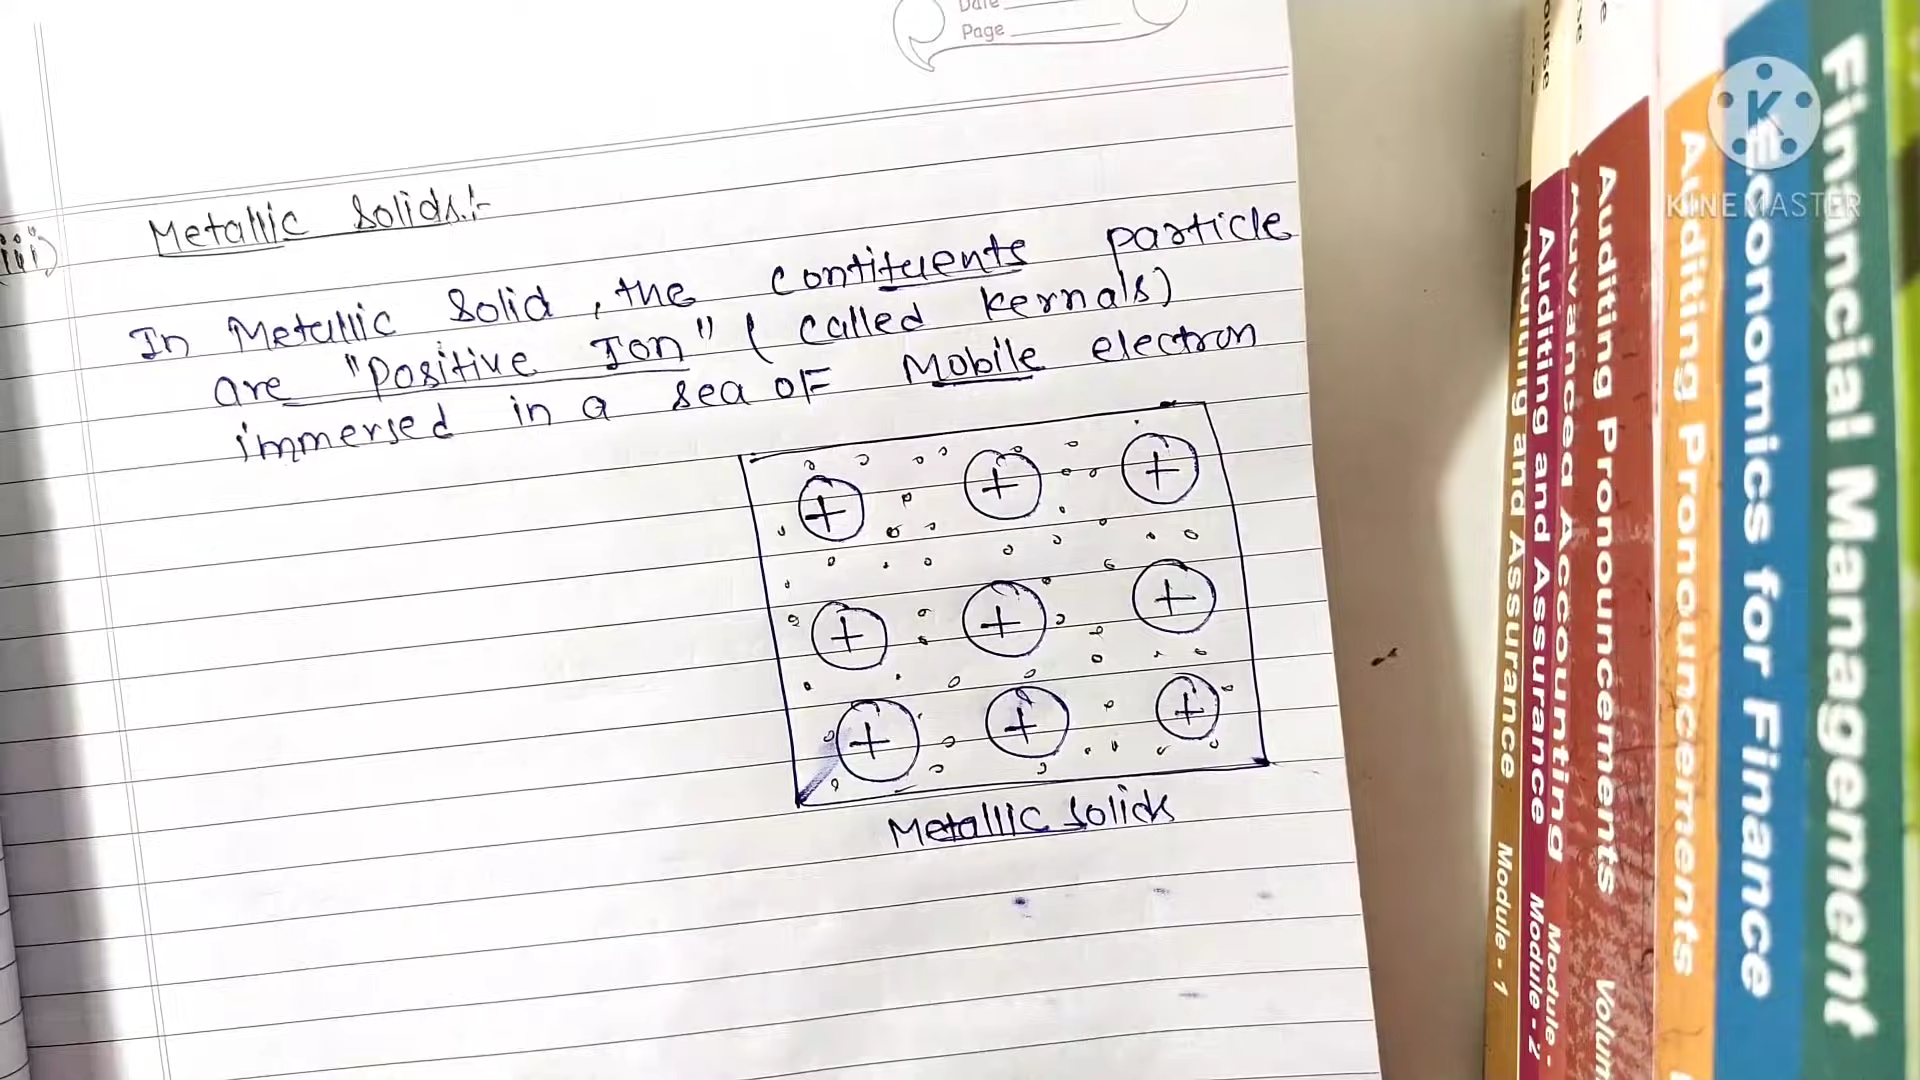 Date
Page
iii) Metallic Solids:-
In Metallic Solid, the contituents particle
are "Positive Ion" (called kernals)
immersed in a sea of Mobile electron
+ + +
+ + +
+ + +
Metallic solids
KINEMASTER
K
Financial Management
Economics for Finance
Auditing Pronouncements
Auditing Pronouncements Volum
Advanced Accounting Module -
Auditing and Assurance Module - 2
Auditing and Assurance Module - 1